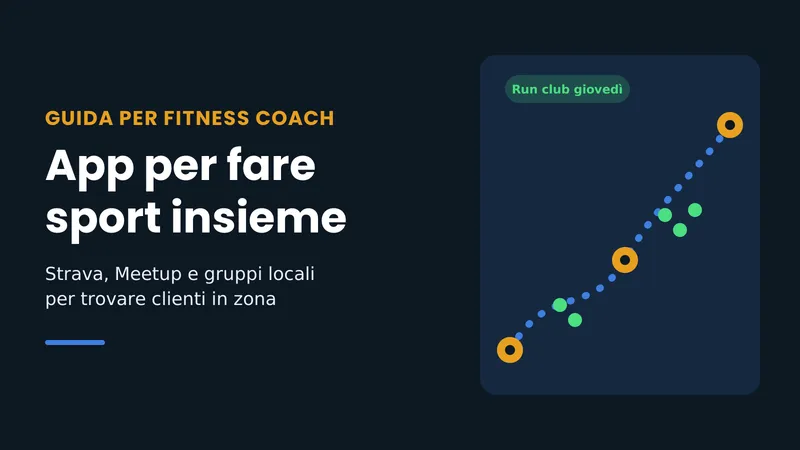 GUIDA PER FITNESS COACH
App per fare
sport insieme
Strava, Meetup e gruppi locali
per trovare clienti in zona
Run club giovedì